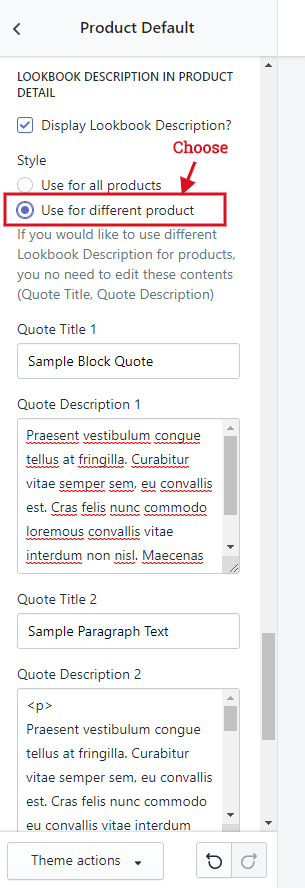 Product Default
LOOKBOOK DESCRIPTION IN PRODUCT
DETAIL
Display Lookbook Description?
Style
Choose
Use for all products
Use for different product
If you would like to use different
Lookbook Description for products,
you no need to edit these contents
(Quote Title, Quote Description)
Quote Title 1
Sample Block Quote
Quote Description 1
Praesent vestibulum congue
tellus at fringilla. Curabitur
vitae semper sem, eu convallis
est. Cras felis nunc commodo
loremous convallis vitae
interdum non nisl. Maecenas
Quote Title 2
Sample Paragraph Text
Quote Description 2
<p>
Praesent vestibulum congue
tellus at fringilla. Curabitur
vitae semper sem, eu convallis
est. Cras felis nunc commodo
eu convallis vitae interdum
Theme actions